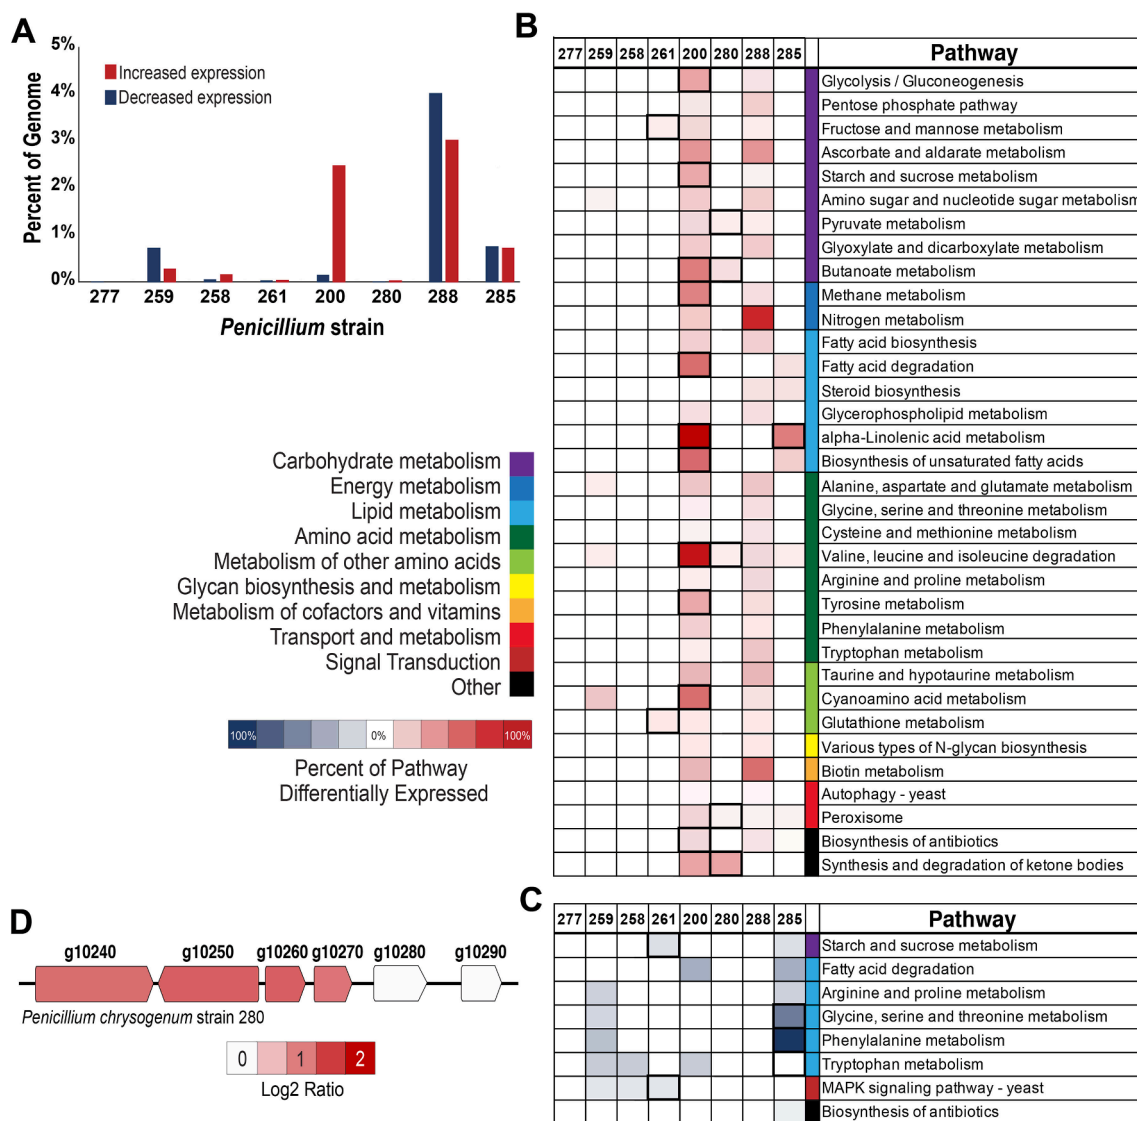 A
5%
4%
3%
2%
1%
0%
Percent of Genome
Increased expression
Decreased expression
277 259 258 261 200 280 288 285
Penicillium strain
Carbohydrate metabolism
Energy metabolism
Lipid metabolism
Amino acid metabolism
Metabolism of other amino acids
Glycan biosynthesis and metabolism
Metabolism of cofactors and vitamins
Transport and metabolism
Signal Transduction
Other
100% 0% 100%
Percent of Pathway
Differentially Expressed
B
277 259 258 261 200 280 288 285 Pathway
Glycolysis / Gluconeogenesis
Pentose phosphate pathway
Fructose and mannose metabolism
Ascorbate and aldarate metabolism
Starch and sucrose metabolism
Amino sugar and nucleotide sugar metabolism
Pyruvate metabolism
Glyoxylate and dicarboxylate metabolism
Butanoate metabolism
Methane metabolism
Nitrogen metabolism
Fatty acid biosynthesis
Fatty acid degradation
Steroid biosynthesis
Glycerophospholipid metabolism
alpha-Linolenic acid metabolism
Biosynthesis of unsaturated fatty acids
Alanine, aspartate and glutamate metabolism
Glycine, serine and threonine metabolism
Cysteine and methionine metabolism
Valine, leucine and isoleucine degradation
Arginine and proline metabolism
Tyrosine metabolism
Phenylalanine metabolism
Tryptophan metabolism
Taurine and hypotaurine metabolism
Cyanoamino acid metabolism
Glutathione metabolism
Various types of N-glycan biosynthesis
Biotin metabolism
Autophagy - yeast
Peroxisome
Biosynthesis of antibiotics
Synthesis and degradation of ketone bodies
C
277 259 258 261 200 280 288 285 Pathway
Starch and sucrose metabolism
Fatty acid degradation
Arginine and proline metabolism
Glycine, serine and threonine metabolism
Phenylalanine metabolism
Tryptophan metabolism
MAPK signaling pathway - yeast
Biosynthesis of antibiotics
D
g10240 g10250 g10260 g10270 g10280 g10290
Penicillium chrysogenum strain 280
0 1 2
Log2 Ratio